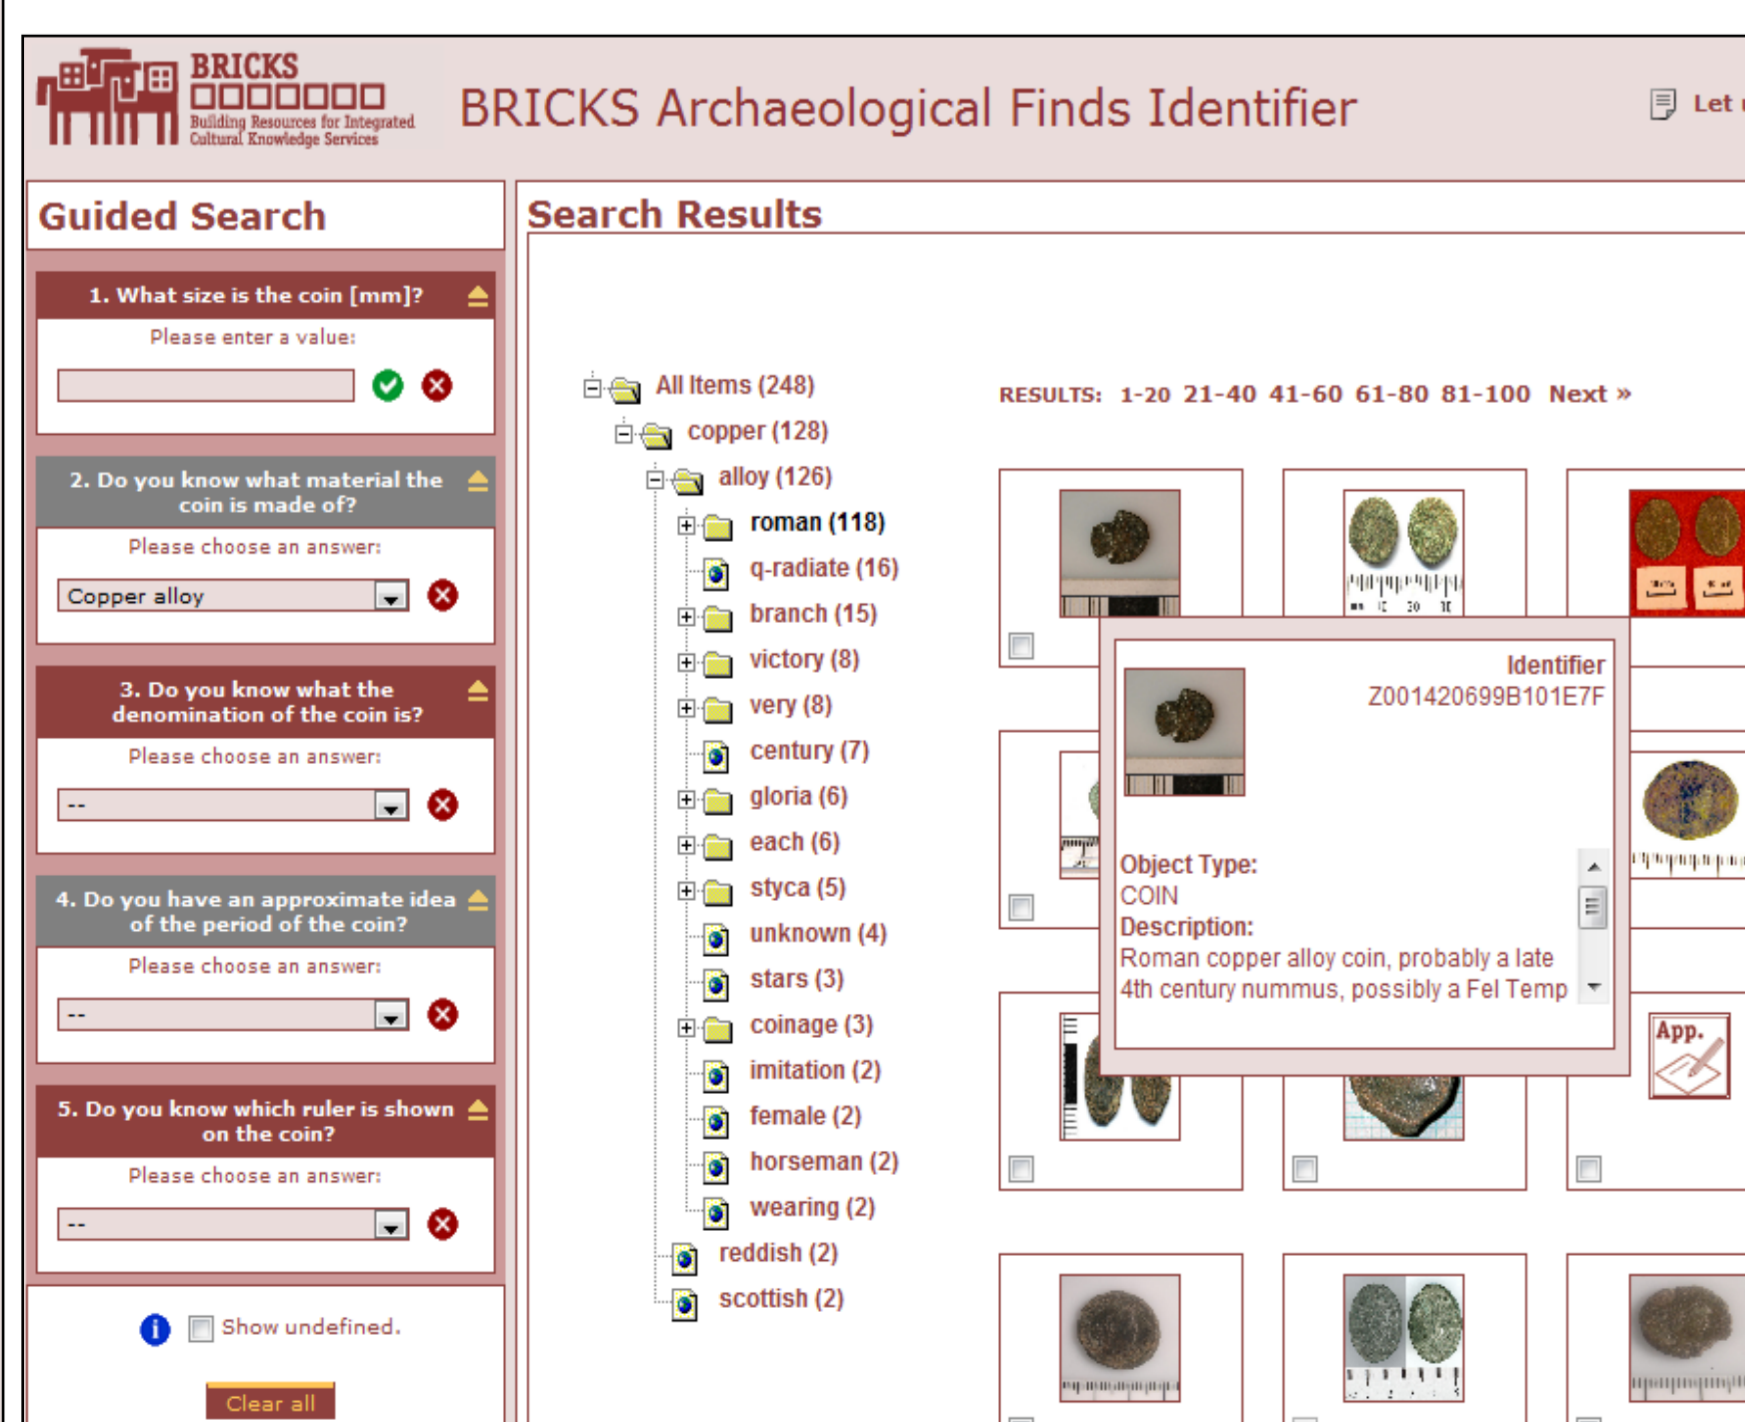 BRICKS
Building Resources for Integrated
Cultural Knowledge Services
BRICKS Archaeological Finds Identifier
Let
Guided Search
1. What size is the coin [mm]?
Please enter a value:
2. Do you know what material the
coin is made of?
Please choose an answer:
Copper alloy
3. Do you know what the
denomination of the coin is?
Please choose an answer:
--
4. Do you have an approximate idea
of the period of the coin?
Please choose an answer:
--
5. Do you know which ruler is shown
on the coin?
Please choose an answer:
--
Show undefined.
Clear all
Search Results
All Items (248)
copper (128)
alloy (126)
roman (118)
q-radiate (16)
branch (15)
victory (8)
very (8)
century (7)
gloria (6)
each (6)
styca (5)
unknown (4)
stars (3)
coinage (3)
imitation (2)
female (2)
horseman (2)
wearing (2)
reddish (2)
scottish (2)
RESULTS: 1-20 21-40 41-60 61-80 81-100 Next »
Identifier
Z001420699B101E7F
Object Type:
COIN
Description:
Roman copper alloy coin, probably a late
4th century nummus, possibly a Fel Temp
App.